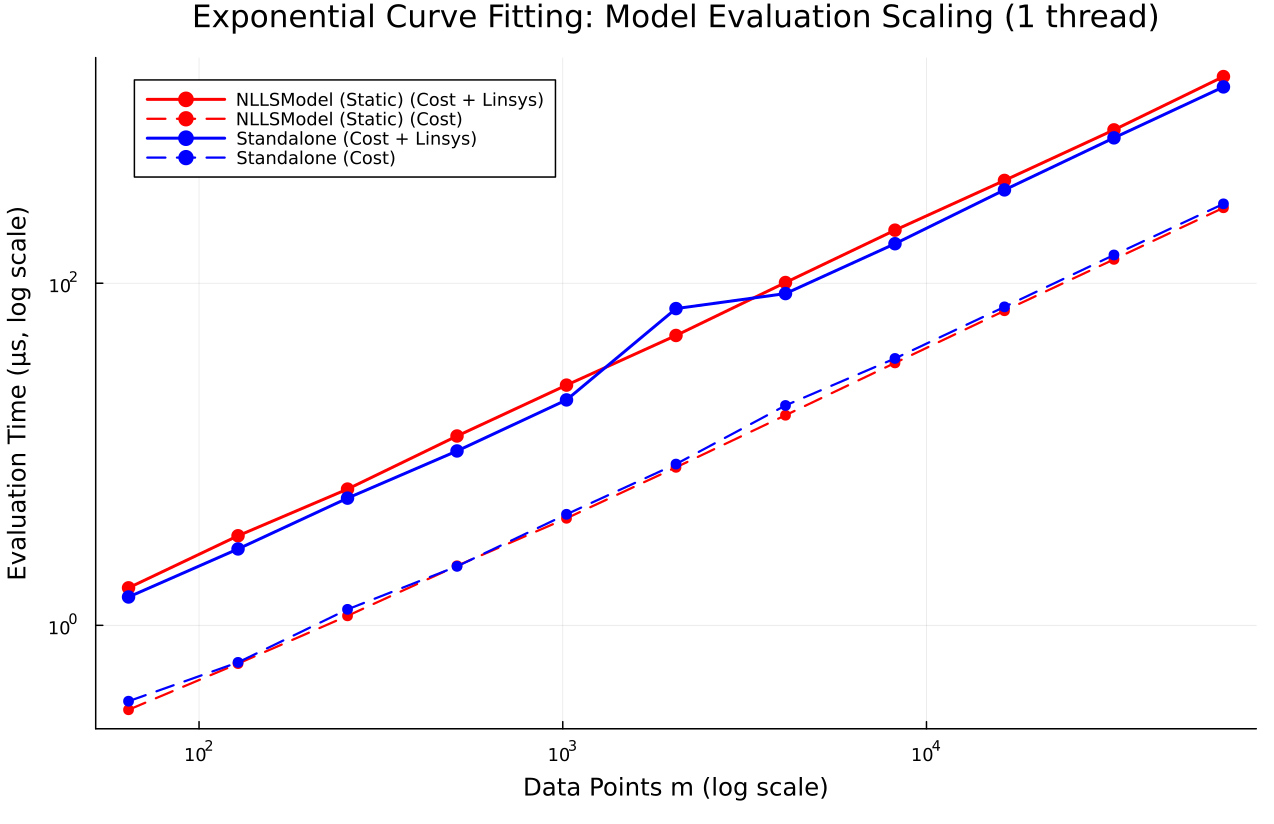 Exponential Curve Fitting: Model Evaluation Scaling (1 thread)
NLLSModel (Static) (Cost + Linsys)
NLLSModel (Static) (Cost)
Standalone (Cost + Linsys)
Standalone (Cost)
Evaluation Time (μs, log scale)
10²
10⁰
10² 10³ 10⁴
Data Points m (log scale)